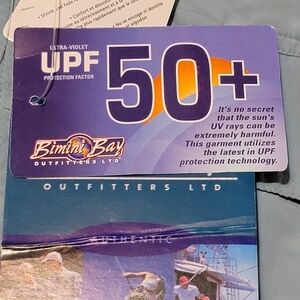 ULTRA-VIOLET
UPF
PROTECTION FACTOR
50+
It's no secret
that the sun's
UV rays can be
extremely harmful.
This garment utilizes
the latest in UPF
protection technology.
Bimini Bay
OUTFITTERS LTD
OUTFITTERS LTD
AUTHENTIC